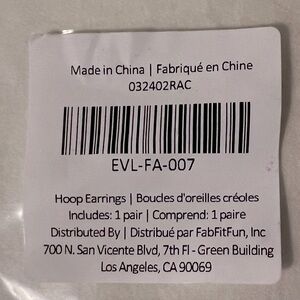 Made in China | Fabriqué en Chine
032402RAC
EVL-FA-007
Hoop Earrings | Boucles d'oreilles créoles
Includes: 1 pair | Comprend: 1 paire
Distributed By | Distribué par FabFitFun, Inc
700 N. San Vicente Blvd, 7th Fl - Green Building
Los Angeles, CA 90069